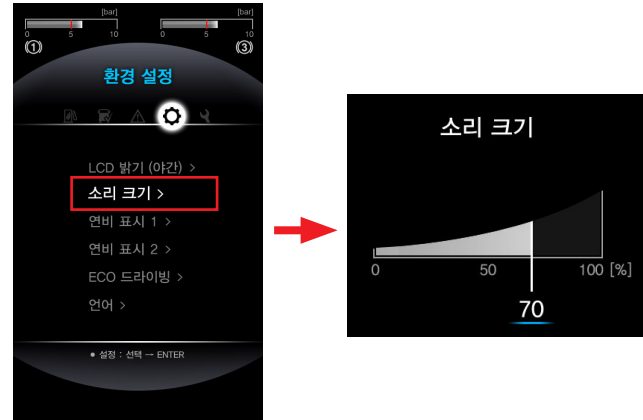 [bar] [bar]
0 5 10 0 5 10
(1) (3)
환경 설정
LCD 밝기 (야간) >
소리 크기 >
연비 표시 1 >
연비 표시 2 >
ECO 드라이빙 >
언어 >
● 설정 : 선택 → ENTER
소리 크기
0 50 100 [%]
70